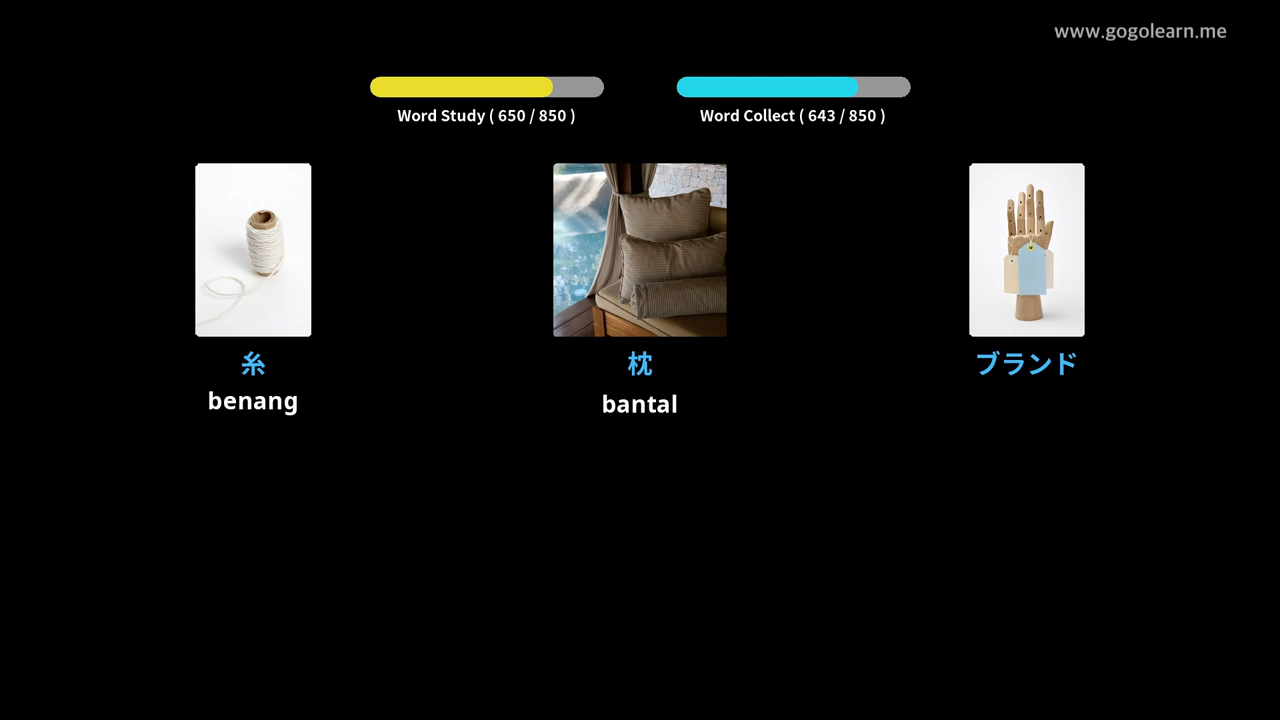 www.gogolearn.me
Word Study ( 650 / 850 )
Word Collect ( 643 / 850 )
糸
benang
枕
bantal
ブランド